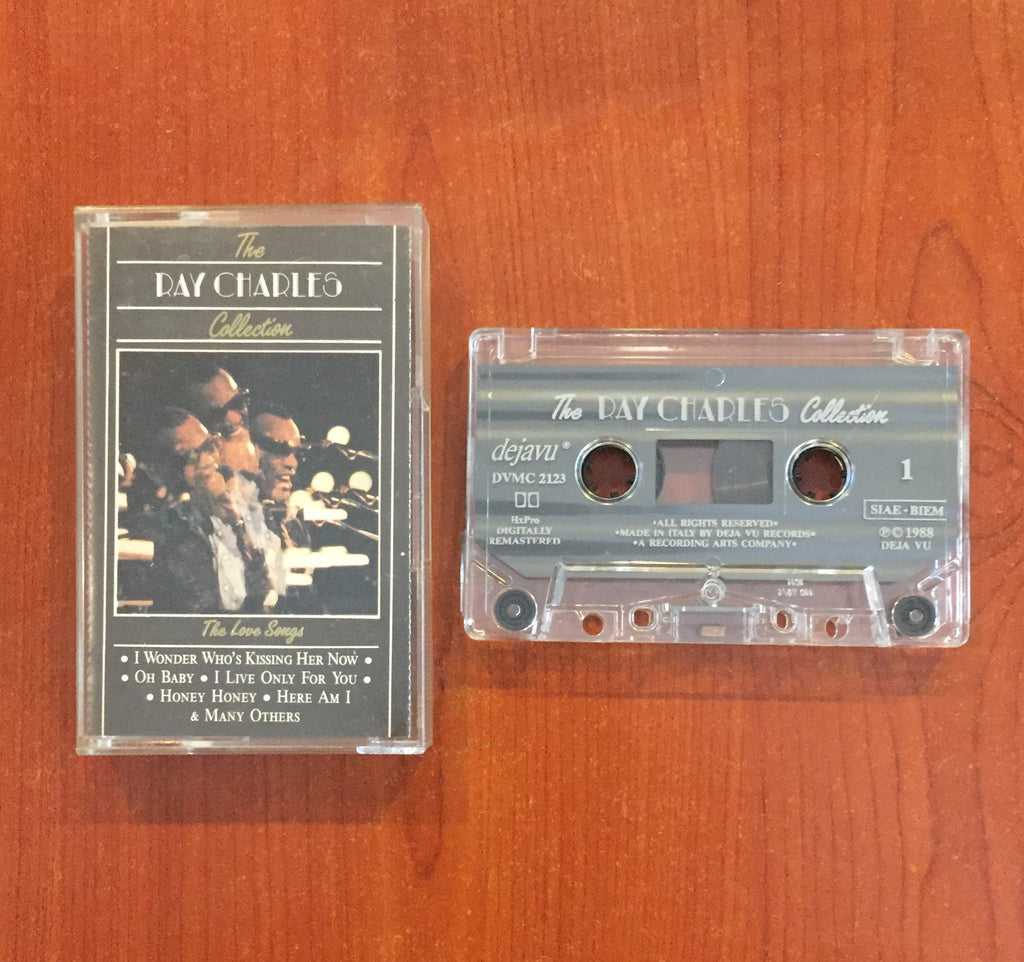 The
RAY CHARLES
Collection
The Love Songs
• I WONDER WHO'S KISSING HER NOW •
• OH BABY • I LIVE ONLY FOR YOU •
• HONEY HONEY • HERE AM I
& MANY OTHERS
The RAY CHARLES Collection
dejavu®
DVMC 2123
HxPro
DIGITALLY
REMASTERED
•ALL RIGHTS RESERVED•
•MADE IN ITALY BY DEJA VU RECORDS•
•A RECORDING ARTS COMPANY•
1
SIAE - BIEM
℗© 1988
DEJA VU